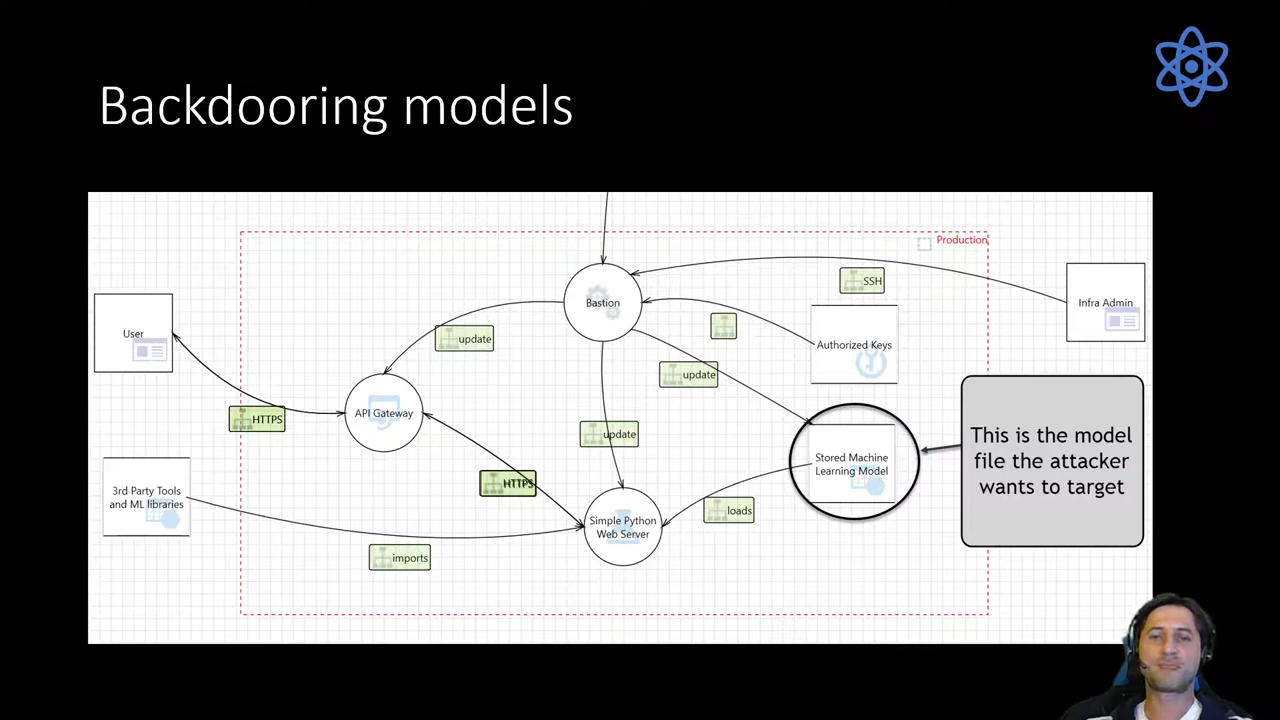 Backdooring models
Production
Bastion
SSH
Infra Admin
User
update
Authorized Keys
update
API Gateway
HTTPS
update
This is the model
file the attacker
wants to target
Stored Machine
Learning Model
HTTPS
3rd Party Tools
and ML libraries
loads
Simple Python
Web Server
imports